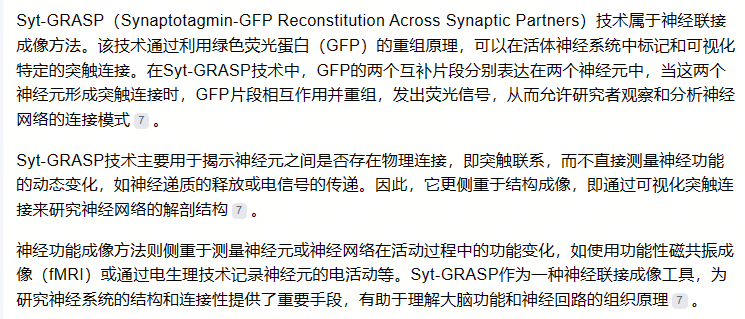 Syt-GRASP（Synaptotagmin-GFP Reconstitution Across Synaptic Partners）技术属于神经联接
成像方法。该技术通过利用绿色荧光蛋白（GFP）的重组原理，可以在活体神经系统中标记和可视化
特定的突触连接。在Syt-GRASP技术中，GFP的两个互补片段分别表达在两个神经元中，当这两个
神经元形成突触连接时，GFP片段相互作用并重组，发出荧光信号，从而允许研究者观察和分析神经
网络的连接模式 7 。
Syt-GRASP技术主要用于揭示神经元之间是否存在物理连接，即突触联系，而不直接测量神经功能
的动态变化，如神经递质的释放或电信号的传递。因此，它更侧重于结构成像，即通过可视化突触连
接来研究神经网络的解剖结构 7 。
神经功能成像方法则侧重于测量神经元或神经网络在活动过程中的功能变化，如使用功能性磁共振成
像（fMRI）或通过电生理技术记录神经元的电活动等。Syt-GRASP作为一种神经联接成像工具，为
研究神经系统的结构和连接性提供了重要手段，有助于理解大脑功能和神经回路的组织原理 7 。